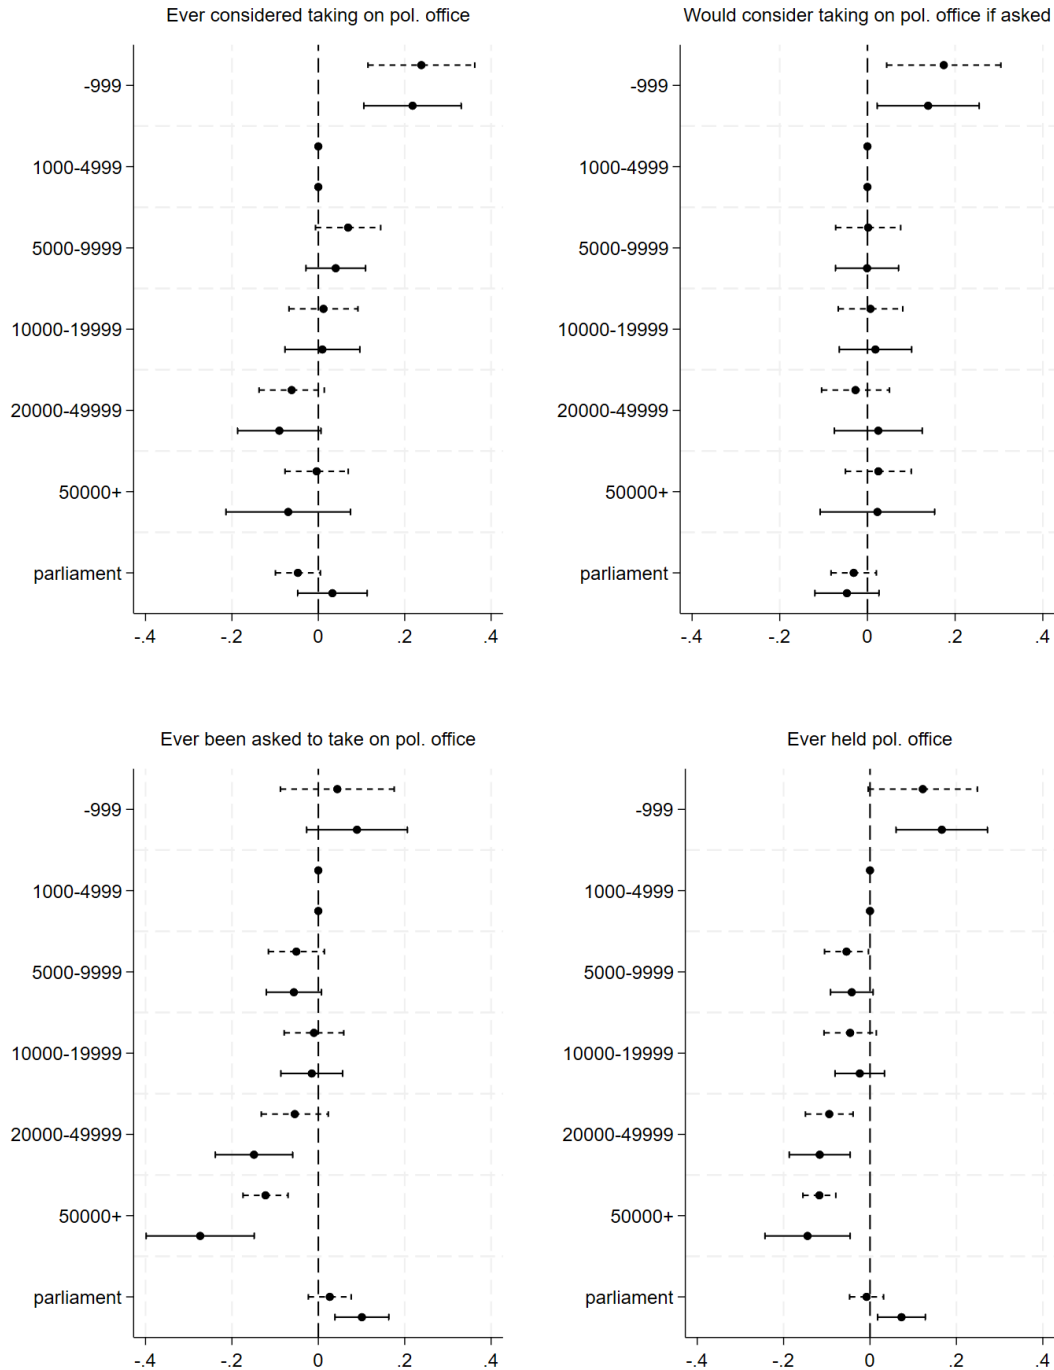 Ever considered taking on pol. office
-999
1000-4999
5000-9999
10000-19999
20000-49999
50000+
parliament
-.4 -.2 0 .2 .4
Would consider taking on pol. office if asked
-999
1000-4999
5000-9999
10000-19999
20000-49999
50000+
parliament
-.4 -.2 0 .2 .4
Ever been asked to take on pol. office
-999
1000-4999
5000-9999
10000-19999
20000-49999
50000+
parliament
-.4 -.2 0 .2 .4
Ever held pol. office
-999
1000-4999
5000-9999
10000-19999
20000-49999
50000+
parliament
-.4 -.2 0 .2 .4